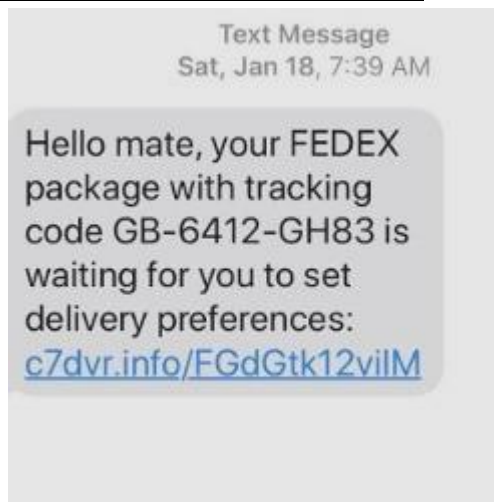 Text Message
Sat, Jan 18, 7:39 AM
Hello mate, your FEDEX
package with tracking
code GB-6412-GH83 is
waiting for you to set
delivery preferences:
c7dvr.info/FGdGtk12vilM